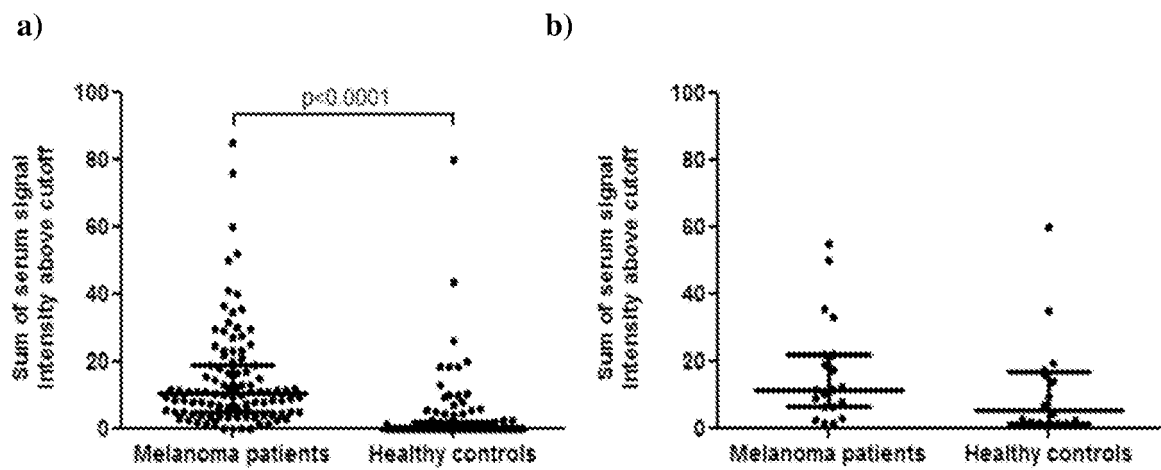 a)
b)
p<0.0001
100
80
60
40
20
0
Sum of serum signal
Intensity above cutoff
Melanoma patients
Healthy controls
100
80
60
40
20
0
Sum of serum signal
Intensity above cutoff
Melanoma patients
Healthy controls